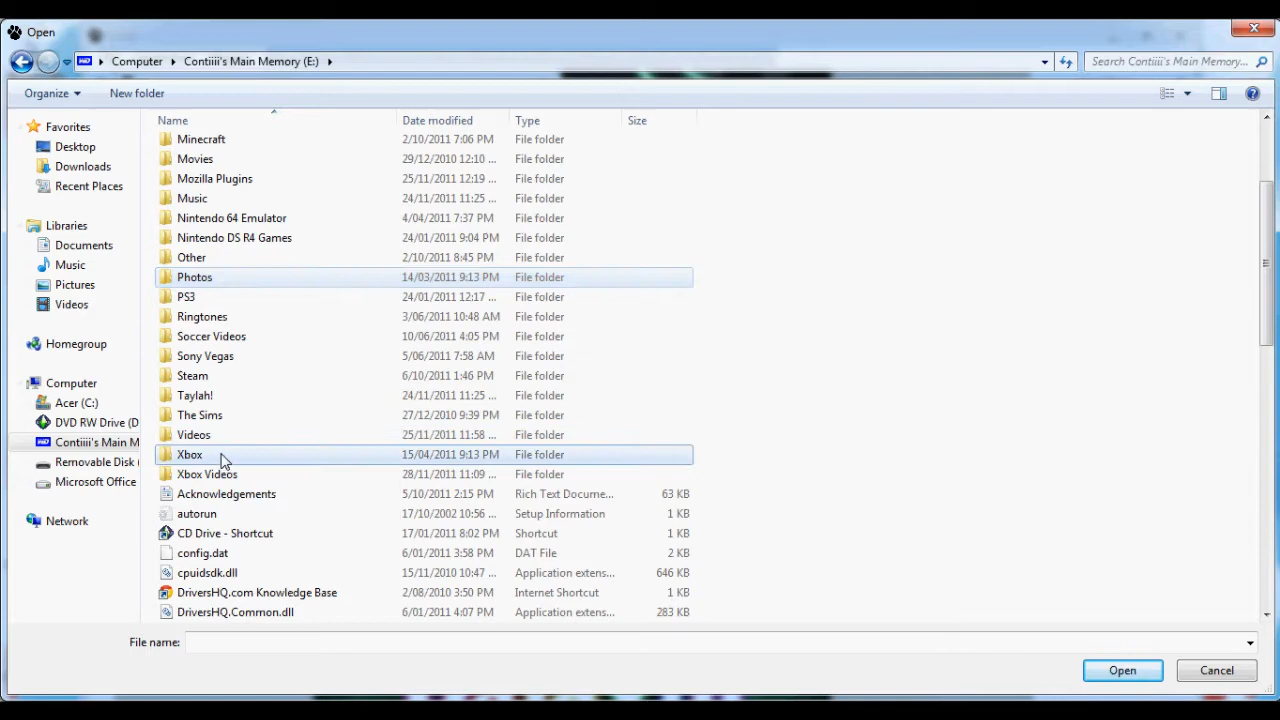 Open
Computer Contiiii's Main Memory (E:) Search Contiiii's Main Memory...
Organize New folder
Name Date modified Type Size
Favorites
Desktop
Downloads
Recent Places
Libraries
Documents
Music
Pictures
Videos
Homegroup
Computer
Acer (C:)
DVD RW Drive (D
Contiiii's Main M
Removable Disk (
Microsoft Office
Network
Minecraft 2/10/2011 7:06 PM File folder
Movies 29/12/2010 12:10 ... File folder
Mozilla Plugins 25/11/2011 12:19 ... File folder
Music 24/11/2011 11:25 ... File folder
Nintendo 64 Emulator 4/04/2011 7:37 PM File folder
Nintendo DS R4 Games 24/01/2011 9:04 PM File folder
Other 2/10/2011 8:45 PM File folder
Photos 14/03/2011 9:13 PM File folder
PS3 24/01/2011 12:17 ... File folder
Ringtones 3/06/2011 10:48 AM File folder
Soccer Videos 10/06/2011 4:05 PM File folder
Sony Vegas 5/06/2011 7:58 AM File folder
Steam 6/10/2011 1:46 PM File folder
Taylah! 24/11/2011 11:25 ... File folder
The Sims 27/12/2010 9:39 PM File folder
Videos 25/11/2011 11:58 ... File folder
Xbox 15/04/2011 9:13 PM File folder
Xbox Videos 28/11/2011 11:09 ... File folder
Acknowledgements 5/10/2011 2:15 PM Rich Text Docume... 63 KB
autorun 17/10/2002 10:56 ... Setup Information 1 KB
CD Drive - Shortcut 17/01/2011 8:02 PM Shortcut 1 KB
config.dat 6/01/2011 3:58 PM DAT File 2 KB
cpuidsdk.dll 15/11/2010 10:47 ... Application extens... 646 KB
DriversHQ.com Knowledge Base 2/08/2010 3:50 PM Internet Shortcut 1 KB
DriversHQ.Common.dll 6/01/2011 4:07 PM Application extens... 283 KB
File name:
Open Cancel